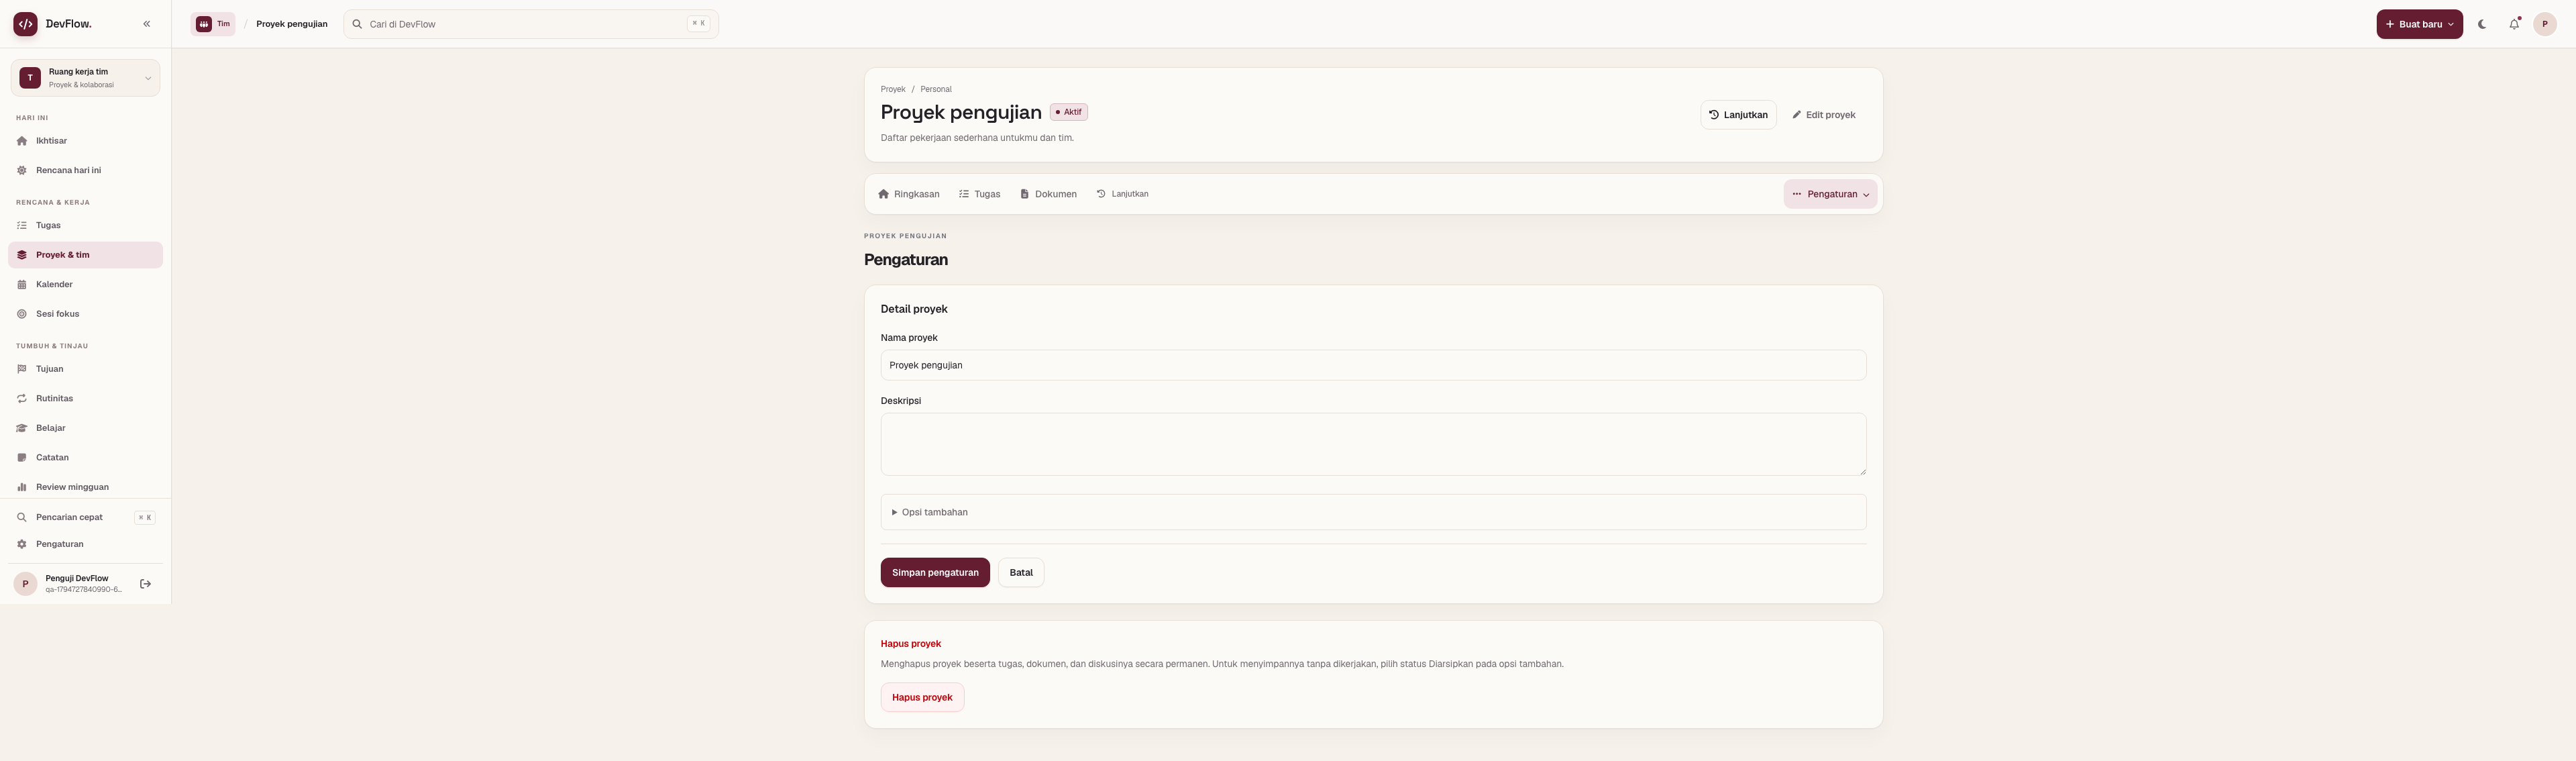 DevFlow.
Tim / Proyek pengujian
Cari di DevFlow ⌘ K
Buat baru
P
T
Ruang kerja tim
Proyek & kolaborasi
HARI INI
Ikhtisar
Rencana hari ini
RENCANA & KERJA
Tugas
Proyek & tim
Kalender
Sesi fokus
TUMBUH & TINJAU
Tujuan
Rutinitas
Belajar
Catatan
Review mingguan
Pencarian cepat ⌘ K
Pengaturan
P
Penguji DevFlow
qa-1794727840990-6...
Proyek / Personal
Proyek pengujian
Aktif
Daftar pekerjaan sederhana untukmu dan tim.
Lanjutkan
Edit proyek
Ringkasan
Tugas
Dokumen
Lanjutkan
Pengaturan
PROYEK PENGUJIAN
Pengaturan
Detail proyek
Nama proyek
Proyek pengujian
Deskripsi
Opsi tambahan
Simpan pengaturan
Batal
Hapus proyek
Menghapus proyek beserta tugas, dokumen, dan diskusinya secara permanen. Untuk menyimpannya tanpa dikerjakan, pilih status Diarsipkan pada opsi tambahan.
Hapus proyek